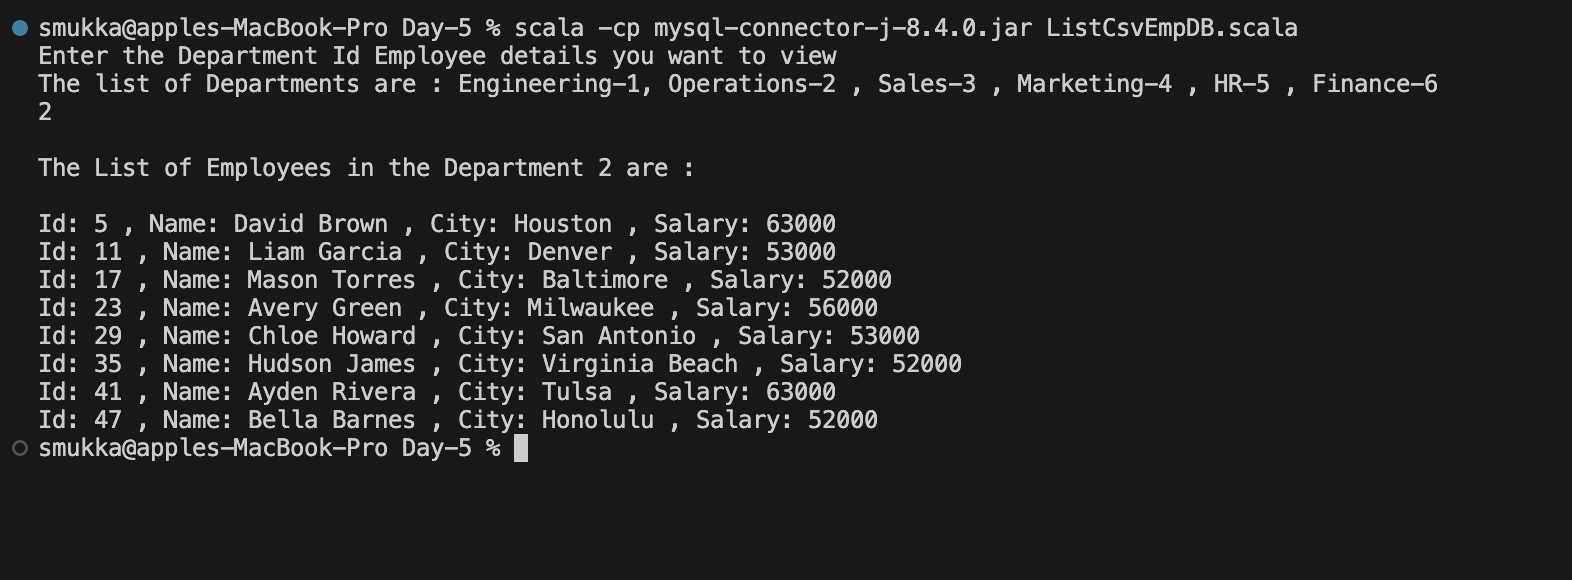 smukka@apples-MacBook-Pro Day-5 % scala -cp mysql-connector-j-8.4.0.jar ListCsvEmpDB.scala
Enter the Department Id Employee details you want to view
The list of Departments are : Engineering-1, Operations-2 , Sales-3 , Marketing-4 , HR-5 , Finance-6
2
The List of Employees in the Department 2 are :
Id: 5 , Name: David Brown , City: Houston , Salary: 63000
Id: 11 , Name: Liam Garcia , City: Denver , Salary: 53000
Id: 17 , Name: Mason Torres , City: Baltimore , Salary: 52000
Id: 23 , Name: Avery Green , City: Milwaukee , Salary: 56000
Id: 29 , Name: Chloe Howard , City: San Antonio , Salary: 53000
Id: 35 , Name: Hudson James , City: Virginia Beach , Salary: 52000
Id: 41 , Name: Ayden Rivera , City: Tulsa , Salary: 63000
Id: 47 , Name: Bella Barnes , City: Honolulu , Salary: 52000
smukka@apples-MacBook-Pro Day-5 %